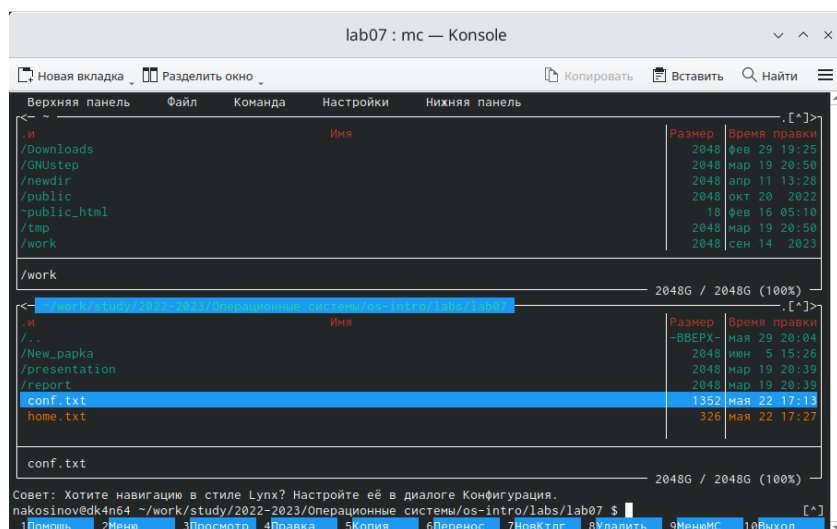 lab07 : mc — Konsole
Новая вкладка Разделить окно Копировать Вставить Найти
Верхняя панель Файл Команда Настройки Нижняя панель
<— ~ .[^]>
.и Имя Размер Время правки
/Downloads 2048 фев 29 19:25
/GNUstep 2048 мар 19 20:50
/newdir 2048 апр 11 13:28
/public 2048 окт 20 2022
~public_html 18 фев 16 05:10
/tmp 2048 мар 19 20:50
/work 2048 сен 14 2023
/work
2048G / 2048G (100%)
<— ~/work/study/2022-2023/Операционные системы/os-intro/labs/lab07 .[^]>
.и Имя Размер Время правки
/.. -ВВЕРХ- мая 29 20:04
/New_papka 2048 июн 5 15:26
/presentation 2048 мар 19 20:39
/report 2048 мар 19 20:39
conf.txt 1352 мая 22 17:13
home.txt 326 мая 22 17:27
conf.txt
2048G / 2048G (100%)
Совет: Хотите навигацию в стиле Lynx? Настройте её в диалоге Конфигурация.
nakosinov@dk4n64 ~/work/study/2022-2023/Операционные системы/os-intro/labs/lab07 $ [^]
1Помощь 2Меню 3Просмотр 4Правка 5Копия 6Перенос 7НовКтлг 8Удалить 9МенюMC 10Выход